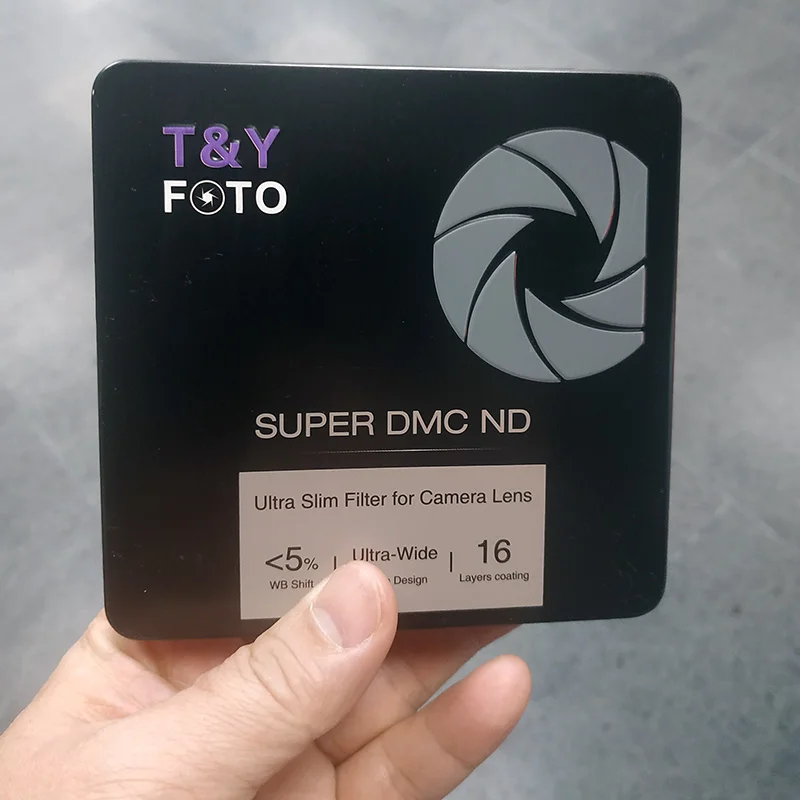 T&Y
FOTO
SUPER DMC ND
Ultra Slim Filter for Camera Lens
<5% | Ultra-Wide | 16
WB Shift Design Layers coating